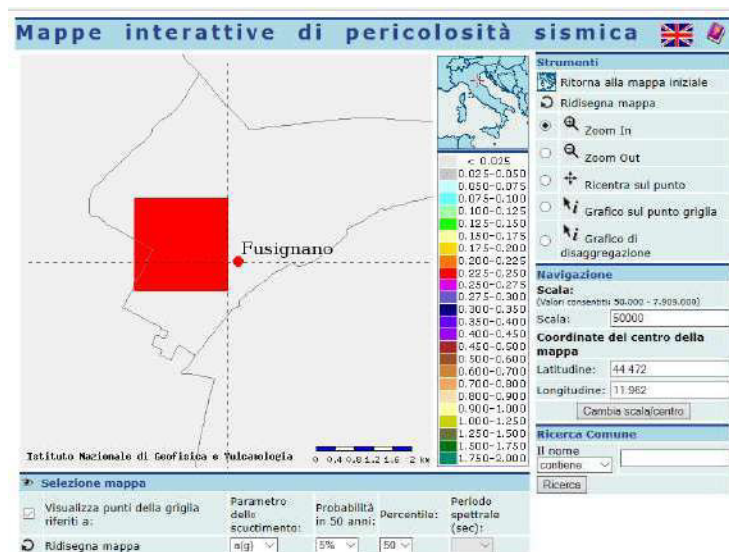 Mappe interattive di pericolosità sismica
Fusignano
Istituto Nazionale di Geofisica e Vulcanologia
0 0.4 0.8 1.2 1.6 2 km
< 0.025
0.025-0.050
0.050-0.075
0.075-0.100
0.100-0.125
0.125-0.150
0.150-0.175
0.175-0.200
0.200-0.225
0.225-0.250
0.250-0.275
0.275-0.300
0.300-0.350
0.350-0.400
0.400-0.450
0.450-0.500
0.500-0.600
0.600-0.700
0.700-0.800
0.800-0.900
0.900-1.000
1.000-1.250
1.250-1.500
1.500-1.750
1.750-2.000
Strumenti
Ritorna alla mappa iniziale
Ridisegna mappa
Zoom In
Zoom Out
Ricentra sul punto
Grafico sul punto griglia
Grafico di
disaggregazione
Navigazione
Scala:
(Valori consentiti: 50.000 - 7.909.000)
Scala: 50000
Coordinate del centro della
mappa
Latitudine: 44.472
Longitudine: 11.962
Cambia scala/centro
Ricerca Comune
Il nome
contiene
Ricerca
Selezione mappa
Visualizza punti della griglia
riferiti a:
Parametro
dello
scuotimento:
Probabilità
in 50 anni:
Percentile:
Periodo
spettrale
(sec):
Ridisegna mappa
a(g) 5% 50